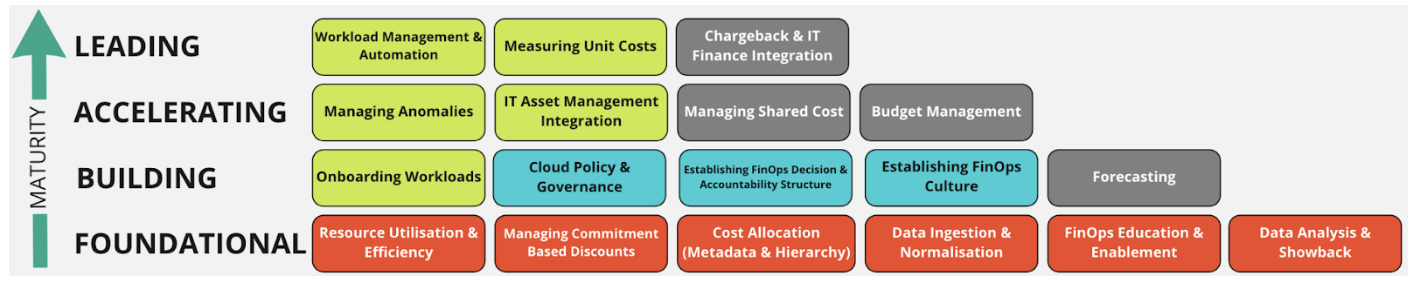 MATURITY
LEADING
Workload Management &
Automation
Measuring Unit Costs
Chargeback & IT
Finance Integration
ACCELERATING
Managing Anomalies
IT Asset Management
Integration
Managing Shared Cost
Budget Management
BUILDING
Onboarding Workloads
Cloud Policy &
Governance
Establishing FinOps Decision &
Accountability Structure
Establishing FinOps
Culture
Forecasting
FOUNDATIONAL
Resource Utilisation &
Efficiency
Managing Commitment
Based Discounts
Cost Allocation
(Metadata & Hierarchy)
Data Ingestion &
Normalisation
FinOps Education &
Enablement
Data Analysis &
Showback